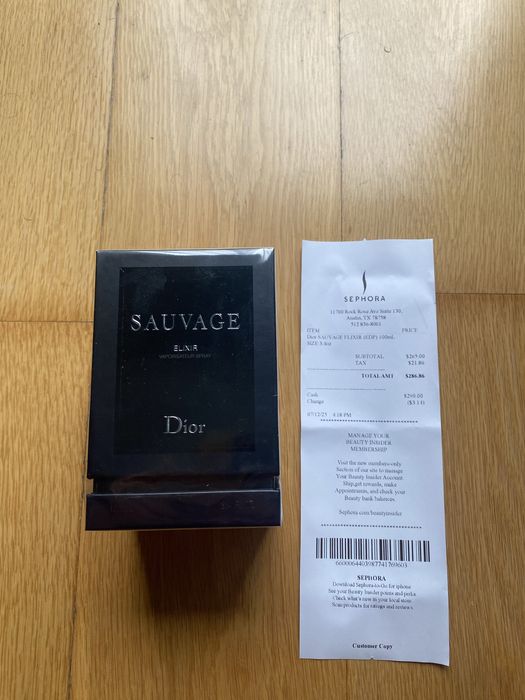 SAUVAGE
ELIXIR
VAPORISATEUR SPRAY
Dior
SEPHORA
11700 Rock Rose Ave Suite 130,
Austin, TX 78758
512 836-8001
ITEM PRICE
Dior SAUVAGE ELIXIR (EDP) 100mL
SIZE 3.4oz
SUBTOTAL $265.00
TAX $21.86
TOTAL AMT $286.86
Cash $290.00
Change ($3.14)
07/12/25 4:18 PM
MANAGE YOUR
BEAUTY INSIDER
MEMBERSHIP
Visit the new members-only
Section of our site to manage
Your Beauty Insider Account
Ship,get rewards, make
Appointments, and check your
Beauty bank balances.
Sephora.com/beautyinsider
6600064403987741769603
SEPHORA
Download Sephora-to-Go for iphone
See your Beauty Insider points and perks
Check what's new in your local store
Scan products for ratings and reviews
Customer Copy